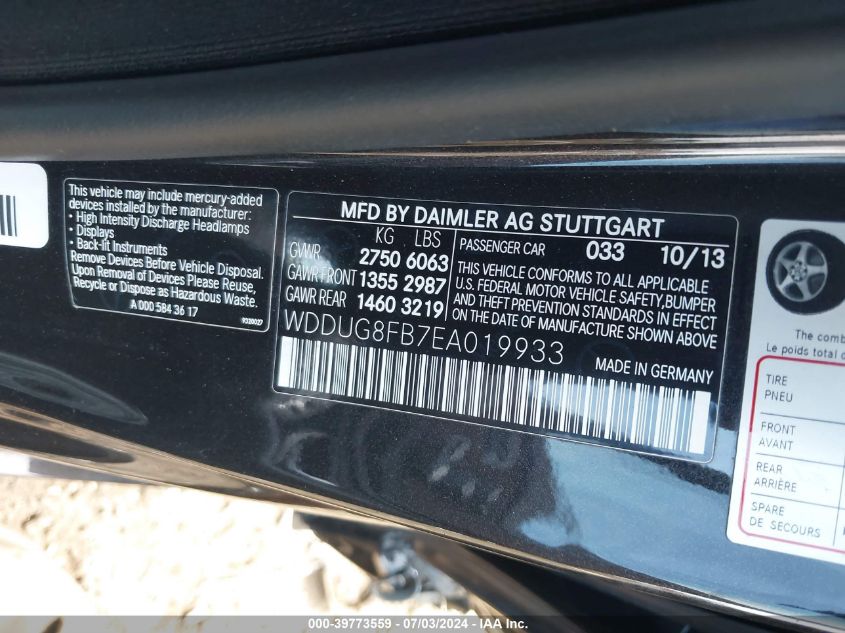 This vehicle may include mercury-added
devices installed by the manufacturer:
• High Intensity Discharge Headlamps
• Displays
• Back-lit Instruments
Remove Devices Before Vehicle Disposal.
Upon Removal of Devices Please Reuse,
Recycle or Dispose as Hazardous Waste.
A 000 584 36 17
MFD BY DAIMLER AG STUTTGART
KG LBS
GVWR 2750 6063
GAWR FRONT 1355 2987
GAWR REAR 1460 3219
PASSENGER CAR 033 10/13
THIS VEHICLE CONFORMS TO ALL APPLICABLE
U.S. FEDERAL MOTOR VEHICLE SAFETY, BUMPER
AND THEFT PREVENTION STANDARDS IN EFFECT
ON THE DATE OF MANUFACTURE SHOWN ABOVE
WDDUG8FB7EA019933
MADE IN GERMANY
The com
Le poids total d
TIRE
PNEU
FRONT
AVANT
REAR
ARRIÈRE
SPARE
DE SECOURS
000-39773559 - 07/03/2024 - IAA Inc.